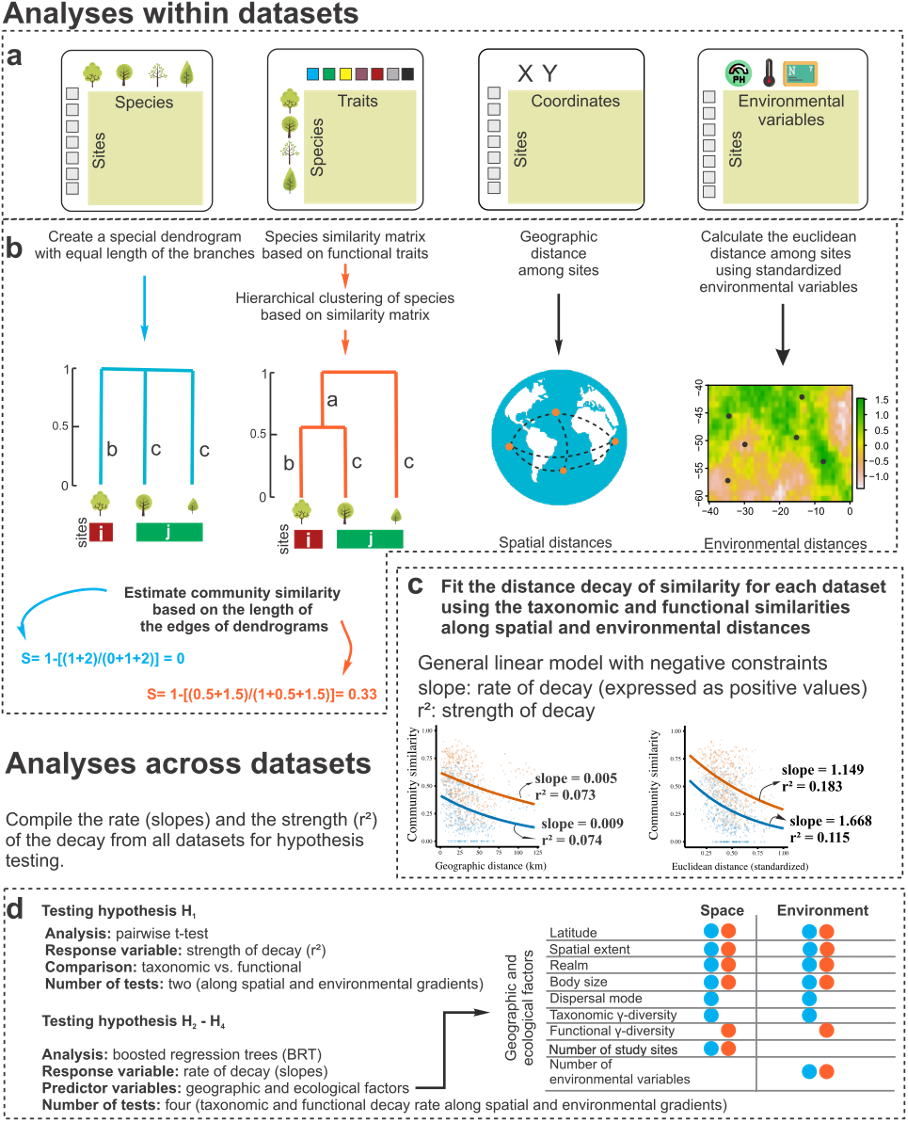 Analyses within datasets
a
Species
Sites
Traits
Species
X Y
Coordinates
Sites
PH
N
Y
Environmental
variables
Sites
b
Create a special dendrogram
with equal length of the branches
Species similarity matrix
based on functional traits
Hierarchical clustering of species
based on similarity matrix
Geographic
distance
among sites
Calculate the euclidean
distance among sites
using standardized
environmental variables
1
0.5
0
b
c
c
sites
i
j
1
0.5
0
a
b
c
c
sites
i
j
Spatial distances
−40
−45
−50
−55
−60
−40
−30
−20
−10
0
1.5
1.0
0.5
0.0
−0.5
−1.0
Environmental distances
Estimate community similarity
based on the length of
the edges of dendrograms
S= 1-[(1+2)/(0+1+2)] = 0
S= 1-[(0.5+1.5)/(1+0.5+1.5)]= 0.33
c
Fit the distance decay of similarity for each dataset
using the taxonomic and functional similarities
along spatial and environmental distances
General linear model with negative constraints
slope: rate of decay (expressed as positive values)
r²: strength of decay
Community similarity
1.00
0.75
0.50
0.25
0.00
0
25
50
75
100
125
Geographic distance (km)
slope = 0.005
r² = 0.073
slope = 0.009
r² = 0.074
Community similarity
1.00
0.75
0.50
0.25
0.00
0.25
0.50
0.75
1.00
Euclidean distance (standardized)
slope = 1.149
r² = 0.183
slope = 1.668
r² = 0.115
Analyses across datasets
Compile the rate (slopes) and the strength (r²)
of the decay from all datasets for hypothesis
testing.
d
Testing hypothesis H₁
Analysis: pairwise t-test
Response variable: strength of decay (r²)
Comparison: taxonomic vs. functional
Number of tests: two (along spatial and environmental gradients)
Testing hypothesis H₂ - H₄
Analysis: boosted regression trees (BRT)
Response variable: rate of decay (slopes)
Predictor variables: geographic and ecological factors
Number of tests: four (taxonomic and functional decay rate along spatial and environmental gradients)
Geographic and
ecological factors
Space
Environment
Latitude
Spatial extent
Realm
Body size
Dispersal mode
Taxonomic γ-diversity
Functional γ-diversity
Number of study sites
Number of
environmental variables